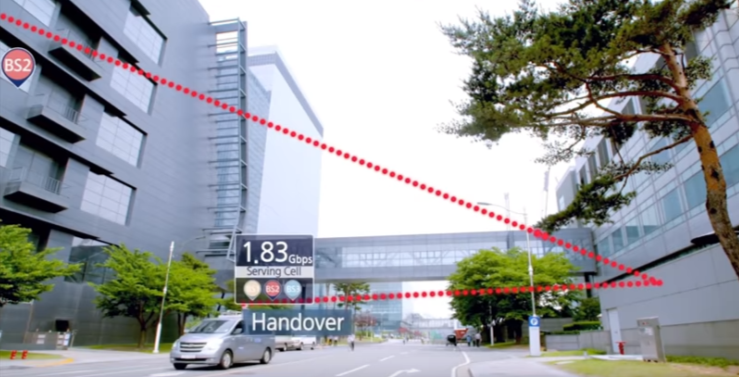 BS2
1.83 Gbps
Serving Cell
BS2
Handover